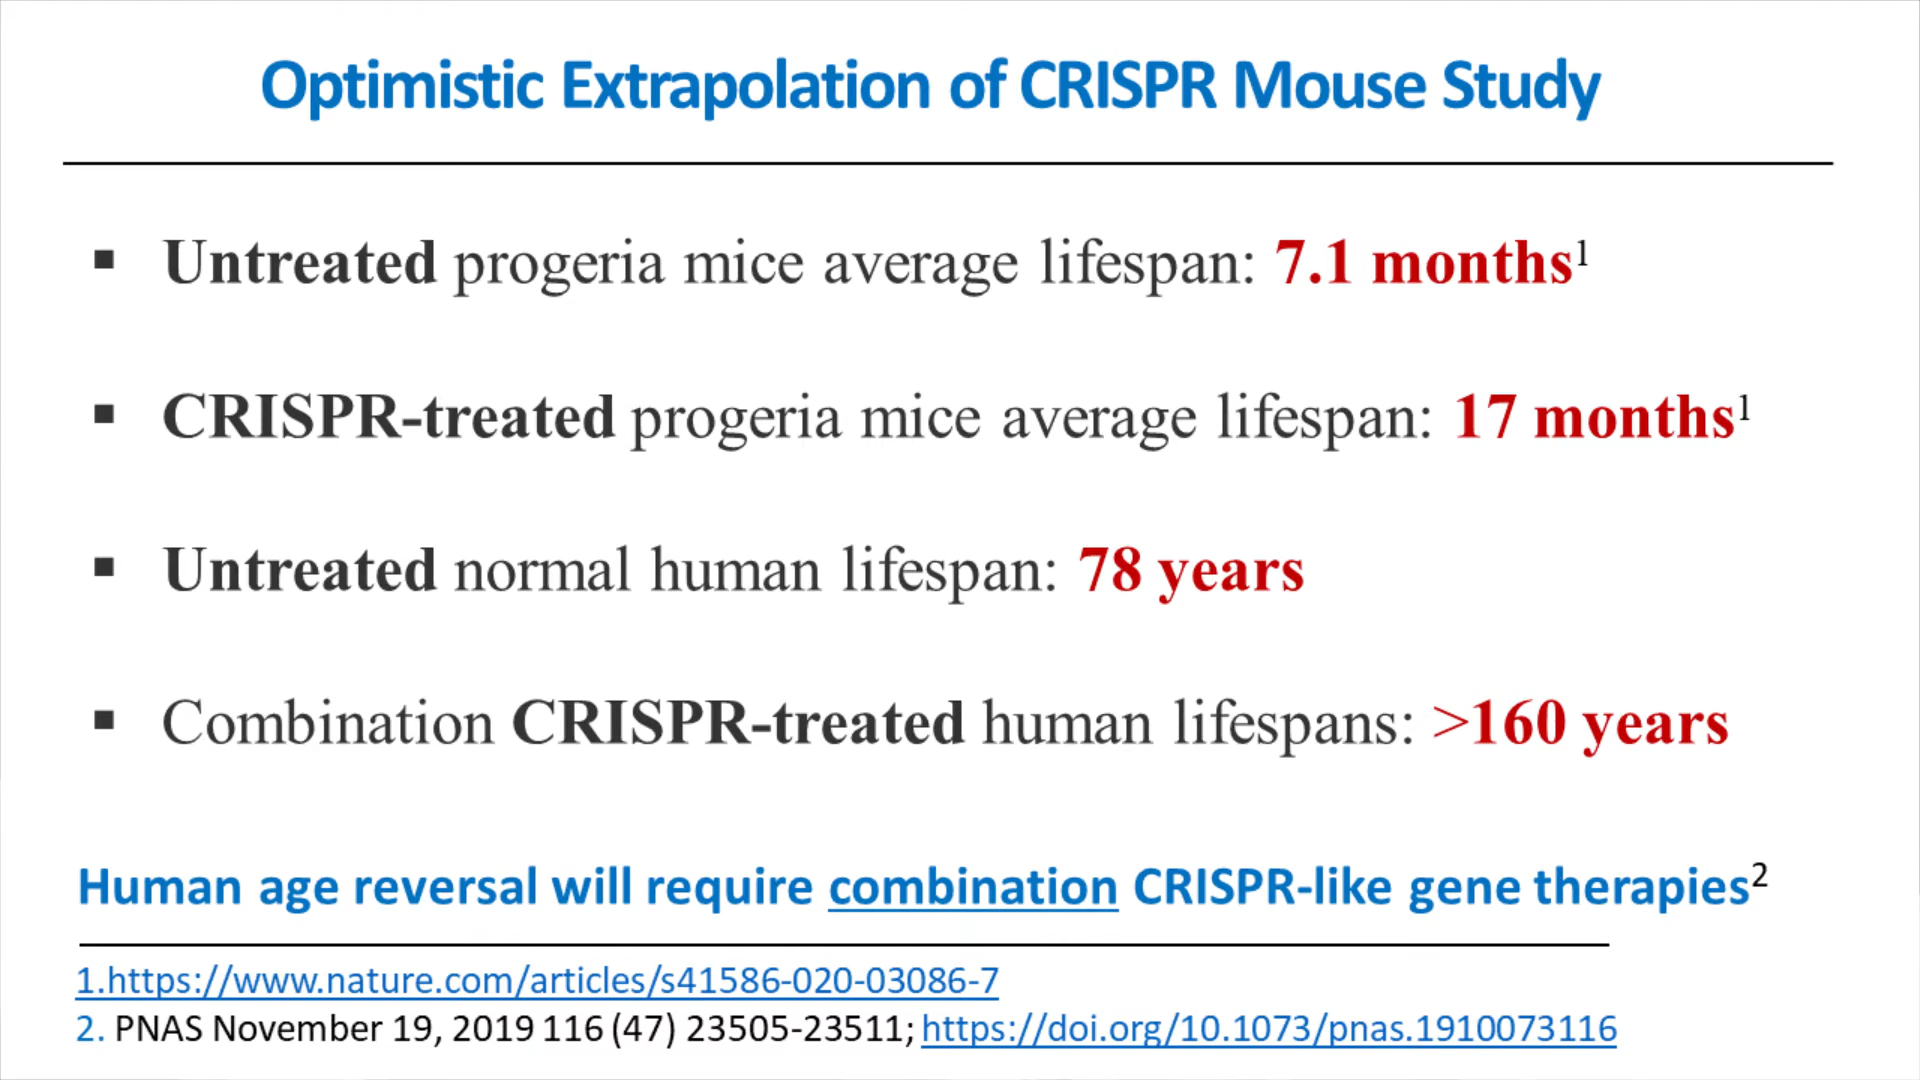 Optimistic Extrapolation of CRISPR Mouse Study
▪ Untreated progeria mice average lifespan: 7.1 months¹
▪ CRISPR-treated progeria mice average lifespan: 17 months¹
▪ Untreated normal human lifespan: 78 years
▪ Combination CRISPR-treated human lifespans: >160 years
Human age reversal will require combination CRISPR-like gene therapies²
1.https://www.nature.com/articles/s41586-020-03086-7
2. PNAS November 19, 2019 116 (47) 23505-23511; https://doi.org/10.1073/pnas.1910073116